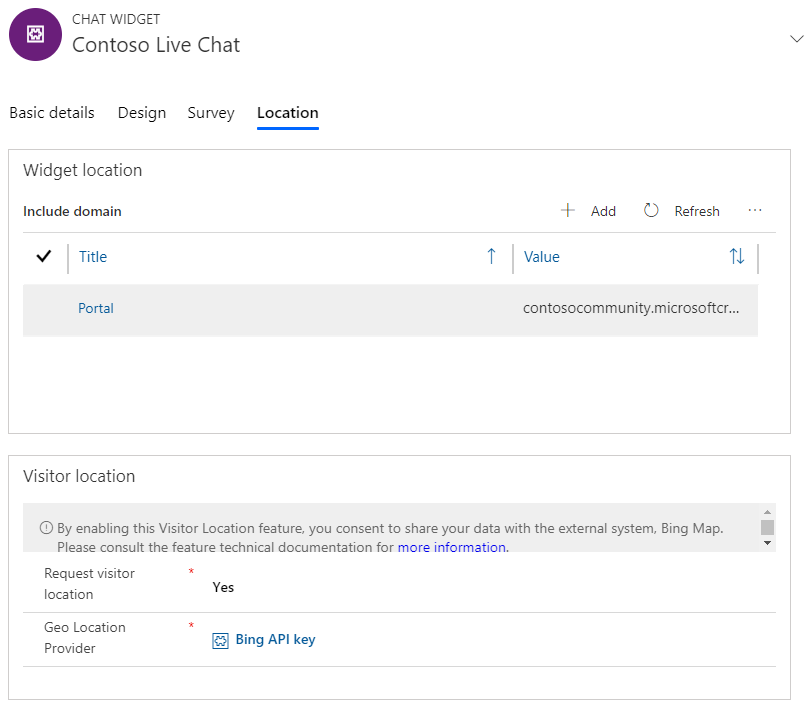 CHAT WIDGET
Contoso Live Chat
Basic details Design Survey Location
Widget location
Include domain Add Refresh ...
Title Value
Portal contosocommunity.microsoftcr...
Visitor location
By enabling this Visitor Location feature, you consent to share your data with the external system, Bing Map.
Please consult the feature technical documentation for more information.
Request visitor
location * Yes
Geo Location
Provider * Bing API key